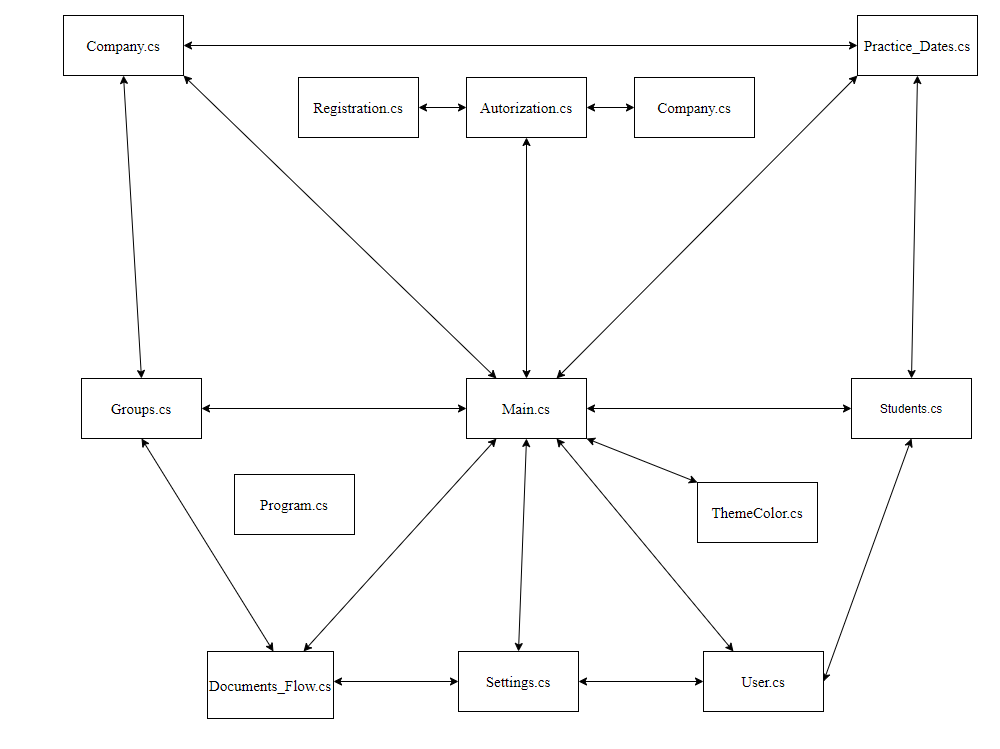 Company.cs
Practice_Dates.cs
Registration.cs
Autorization.cs
Company.cs
Groups.cs
Main.cs
Students.cs
Program.cs
ThemeColor.cs
Documents_Flow.cs
Settings.cs
User.cs